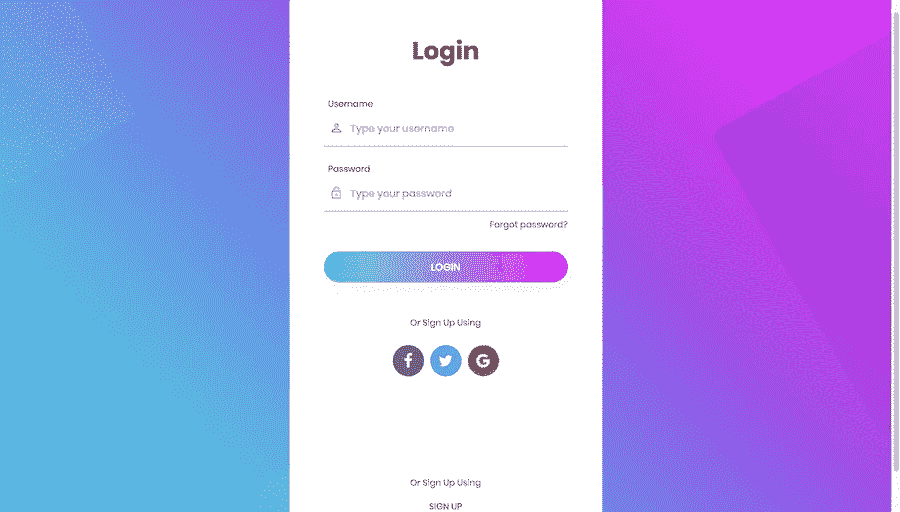 Login
Username
Type your username
Password
Type your password
Forgot password?
LOGIN
Or Sign Up Using
f G
Or Sign Up Using
SIGN UP